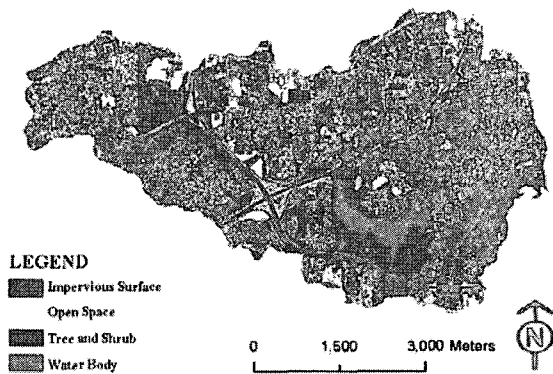 LEGEND
Impervious Surface
Open Space
Tree and Shrub
Water Body
0 1,500 3,000 Meters
N